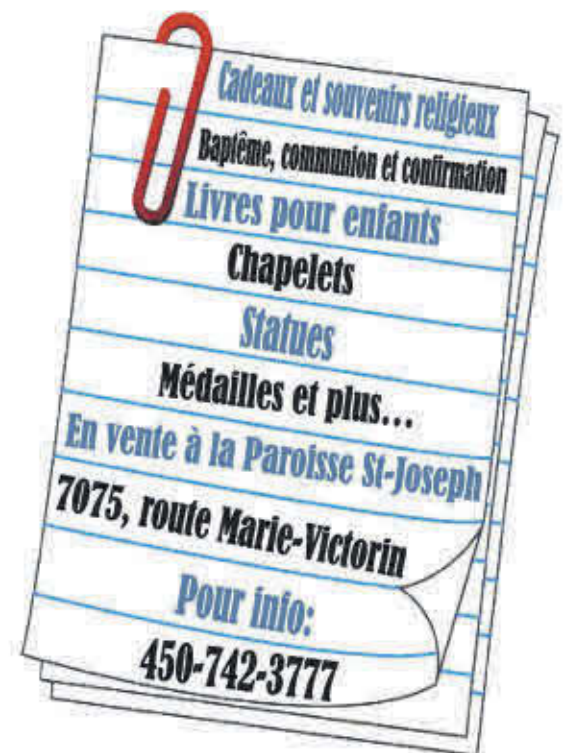 Cadeaux et souvenirs religieux
Baptême, communion et confirmation
Livres pour enfants
Chapelets
Statues
Médailles et plus...
En vente à la Paroisse St-Joseph
7075, route Marie-Victorin
Pour info:
450-742-3777